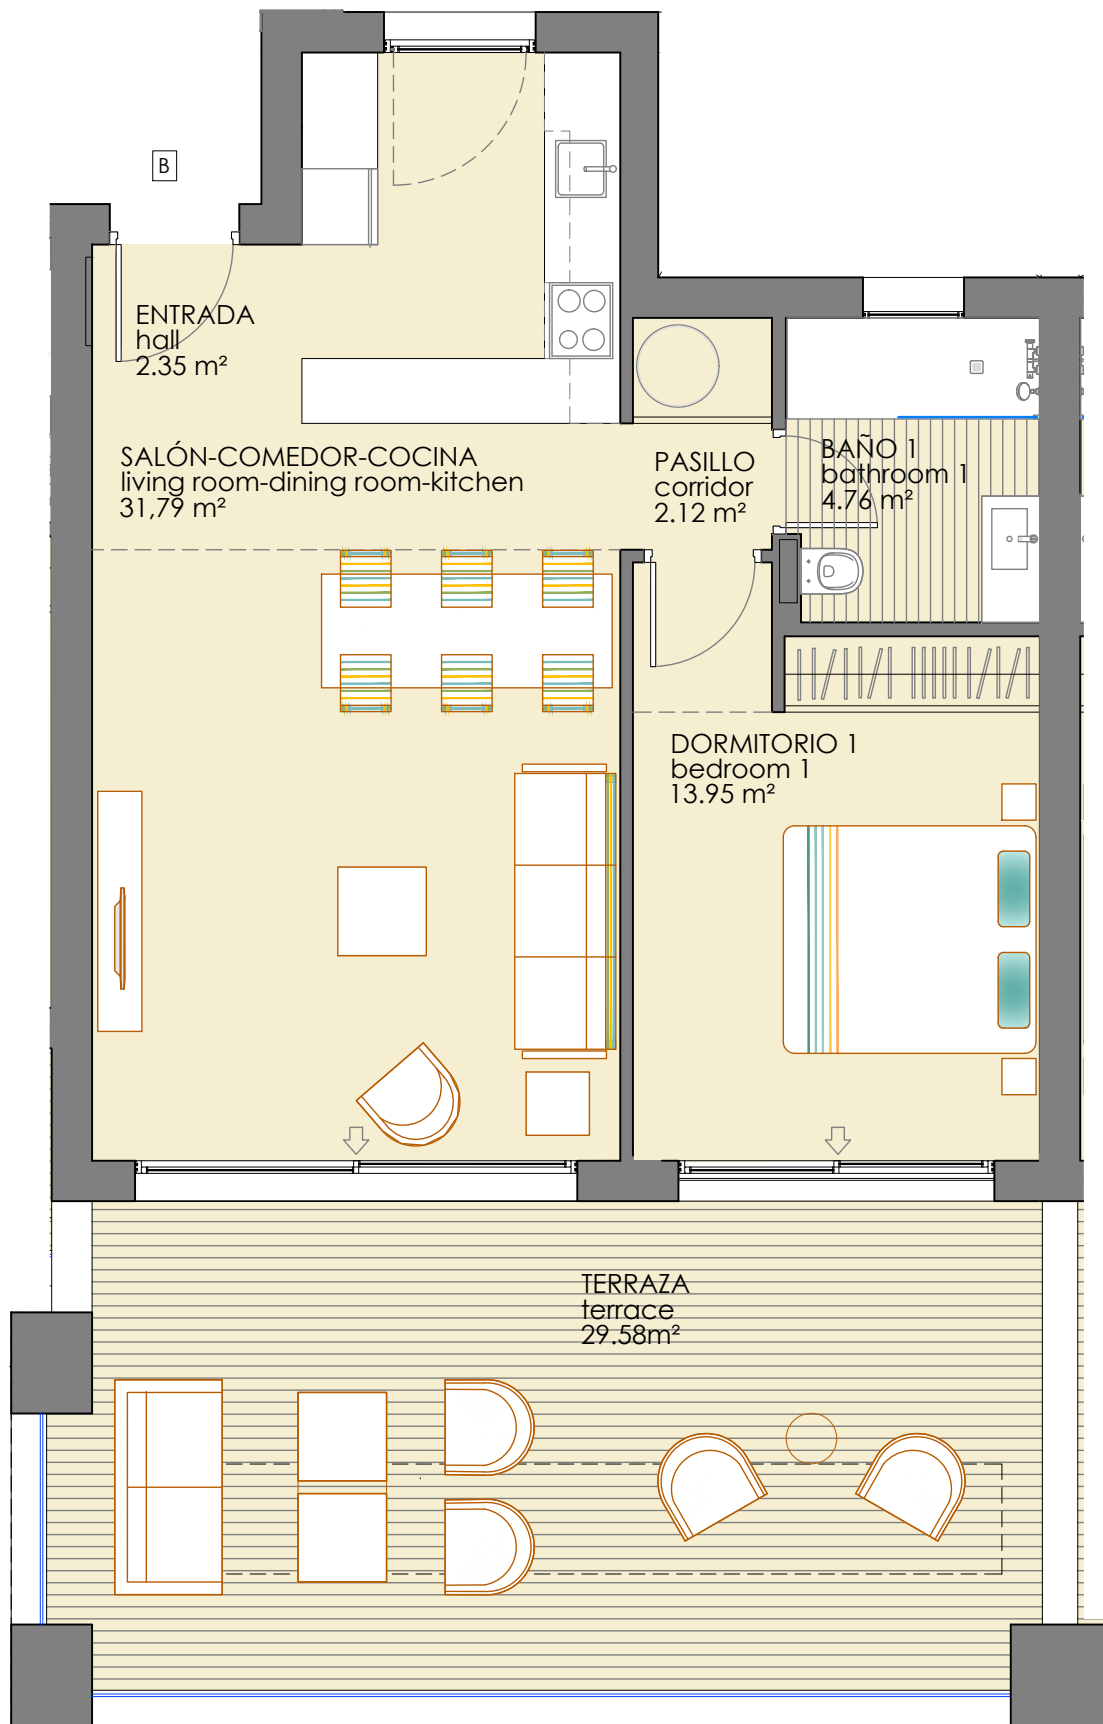 B
ENTRADA
hall
2.35 m²
SALÓN-COMEDOR-COCINA
living room-dining room-kitchen
31,79 m²
PASILLO
corridor
2.12 m²
BAÑO 1
bathroom 1
4.76 m²
DORMITORIO 1
bedroom 1
13.95 m²
TERRAZA
terrace
29.58m²